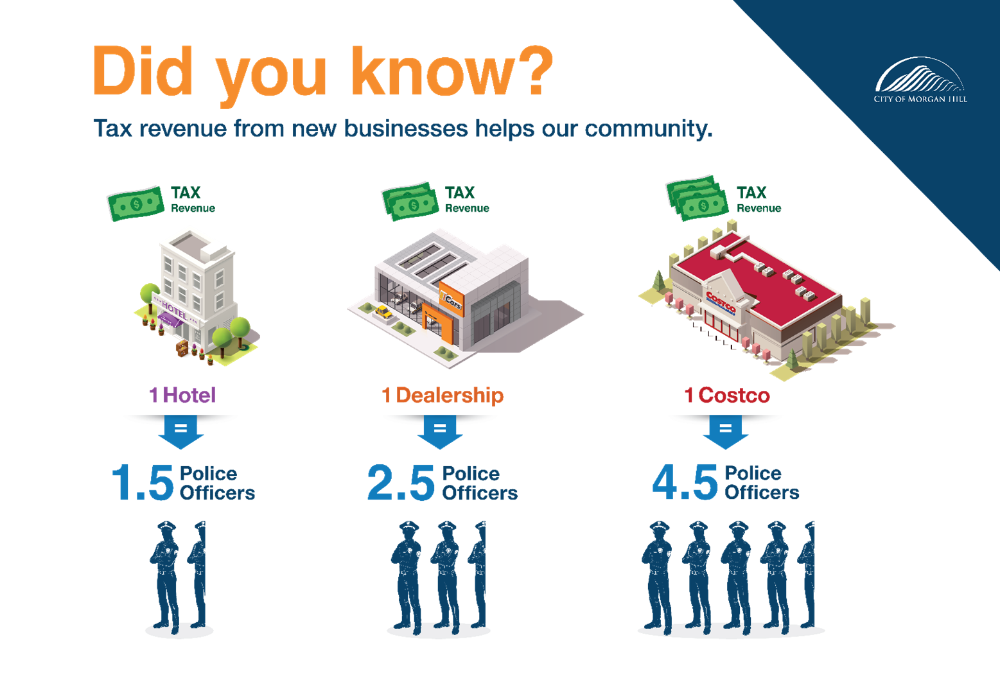 Did you know?
CITY OF MORGAN HILL
Tax revenue from new businesses helps our community.
TAX
Revenue
TAX
Revenue
TAX
Revenue
HOTEL
Cars
COSTCO
1 Hotel
1 Dealership
1 Costco
=
=
=
1.5 Police
Officers
2.5 Police
Officers
4.5 Police
Officers